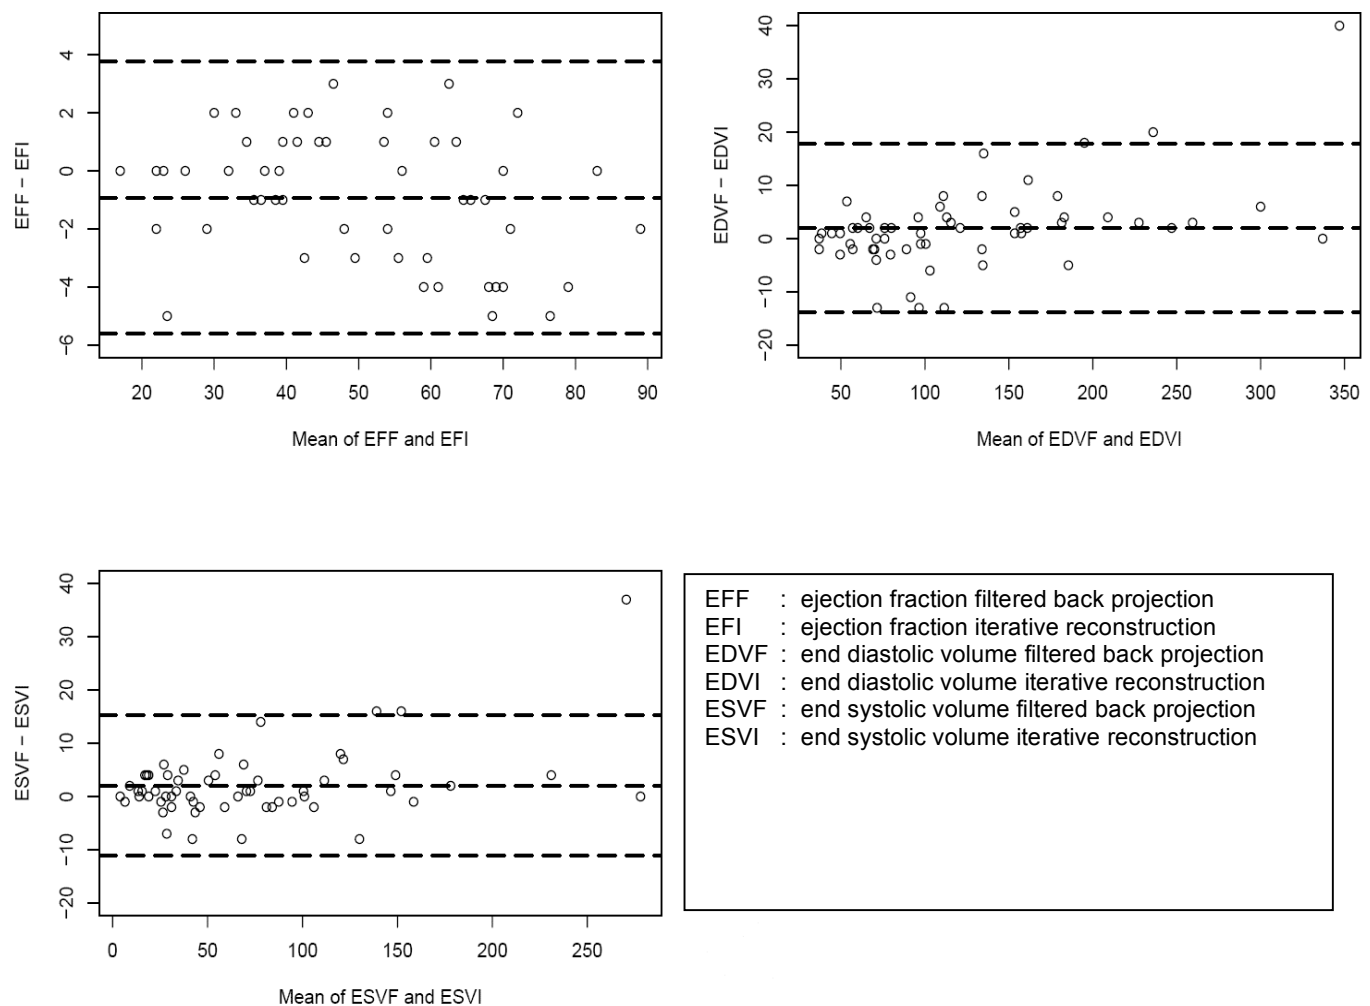 EFF − EFI
4
2
0
−2
−4
−6
20 30 40 50 60 70 80 90
Mean of EFF and EFI
EDVF − EDVI
40
30
20
10
0
−10
−20
50 100 150 200 250 300 350
Mean of EDVF and EDVI
ESVF − ESVI
40
30
20
10
0
−10
−20
0 50 100 150 200 250
Mean of ESVF and ESVI
EFF : ejection fraction filtered back projection
EFI : ejection fraction iterative reconstruction
EDVF : end diastolic volume filtered back projection
EDVI : end diastolic volume iterative reconstruction
ESVF : end systolic volume filtered back projection
ESVI : end systolic volume iterative reconstruction